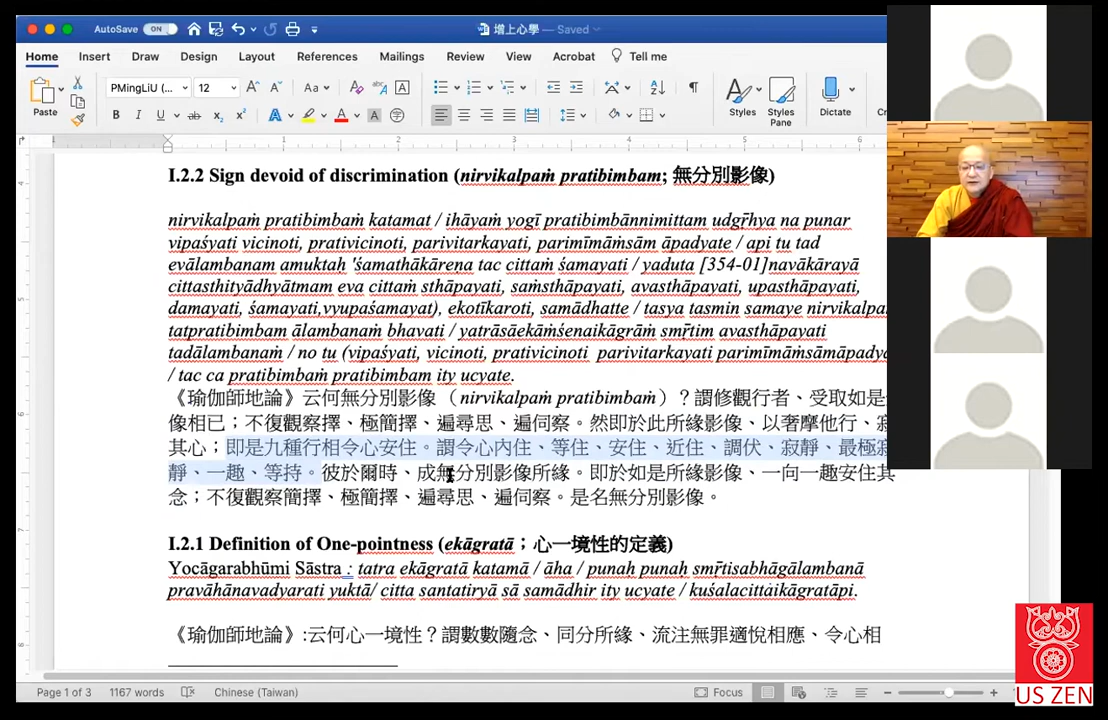 AutoSave ON 增上心學 — Saved
Home Insert Draw Design Layout References Mailings Review View Acrobat Tell me
Paste PMingLiU (... 12 Aa Styles Styles Pane Dictate
I.2.2 Sign devoid of discrimination (nirvikalpaṁ pratibimbam; 無分別影像)
nirvikalpaṁ pratibimbaṁ katamat / ihāyaṁ yogī pratibimbānnimittam udgṝhya na punar
vipaśyati vicinoti, prativicinoti, parivitarkayati, parimīmāṁsām āpadyate / api tu tad
evālambanam amuktaḥ 'śamathākāreṇa tac cittaṁ śamayati / yaduta [354-01]navākārayā
cittasthityādhyātmam eva cittaṁ sthāpayati, saṁsthāpayati, avasthāpayati, upasthāpayati,
damayati, śamayati,vyupaśamayat), ekotīkaroti, samādhatte / tasya tasmin samaye nirvikalpa
tatpratibimbam ālambanaṁ bhavati / yatrāsāekāṁśenaikāgrāṁ smṝtim avasthāpayati
tadālambanaṁ / no tu (vipaśyati, vicinoti, prativicinoti parivitarkayati parimīmāṁsāmāpadya
/ tac ca pratibimbaṁ pratibimbam ity ucyate.
《瑜伽師地論》云何無分別影像 （nirvikalpaṁ pratibimbaṁ）？謂修觀行者、受取如是
像相已；不復觀察擇、極簡擇、遍尋思、遍伺察。然即於此所緣影像、以奢摩他行、寂
其心；即是九種行相令心安住。謂令心內住、等住、安住、近住、調伏、寂靜、最極寂
靜、一趣、等持。彼於爾時、成無分別影像所緣。即於如是所緣影像、一向一趣安住其
念；不復觀察簡擇、極簡擇、遍尋思、遍伺察。是名無分別影像。
I.2.1 Definition of One-pointness (ekāgratā；心一境性的定義)
Yocāgarabhūmi Sāstra : tatra ekāgratā katamā / āha / punaḥ punaḥ smṝtisabhāgālambanā
pravāhānavadyarati yuktā/ citta santatiryā sā samādhir ity ucyate / kuśalacittaikāgratāpi.
《瑜伽師地論》:云何心一境性？謂數數隨念、同分所緣、流注無罪適悅相應、令心相
Page 1 of 3 1167 words Chinese (Taiwan) Focus
US ZEN